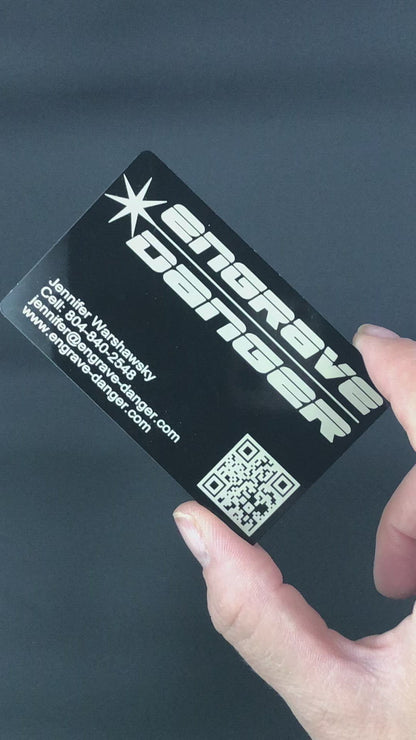 ENGRAVE
DANGER
Jennifer Warshawsky
Cell: 804-840-2548
jennifer@engrave-danger.com
www.engrave-danger.com